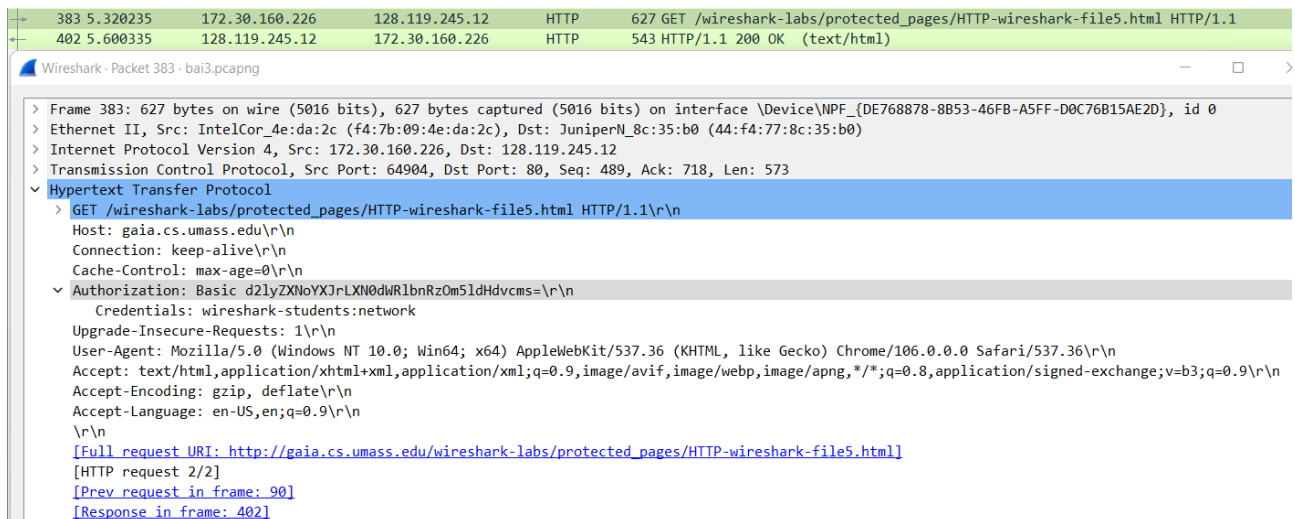 383 5.320235 172.30.160.226 128.119.245.12 HTTP 627 GET /wireshark-labs/protected_pages/HTTP-wireshark-file5.html HTTP/1.1
402 5.600335 128.119.245.12 172.30.160.226 HTTP 543 HTTP/1.1 200 OK (text/html)
Wireshark · Packet 383 · bai3.pcapng
Frame 383: 627 bytes on wire (5016 bits), 627 bytes captured (5016 bits) on interface \Device\NPF_{DE768878-8B53-46FB-A5FF-D0C76B15AE2D}, id 0
Ethernet II, Src: IntelCor_4e:da:2c (f4:7b:09:4e:da:2c), Dst: JuniperN_8c:35:b0 (44:f4:77:8c:35:b0)
Internet Protocol Version 4, Src: 172.30.160.226, Dst: 128.119.245.12
Transmission Control Protocol, Src Port: 64904, Dst Port: 80, Seq: 489, Ack: 718, Len: 573
Hypertext Transfer Protocol
GET /wireshark-labs/protected_pages/HTTP-wireshark-file5.html HTTP/1.1\r\n
Host: gaia.cs.umass.edu\r\n
Connection: keep-alive\r\n
Cache-Control: max-age=0\r\n
Authorization: Basic d2lyZXNoYXJrLXN0dWRlbnRzOm5ldHdvcms=\r\n
Credentials: wireshark-students:network
Upgrade-Insecure-Requests: 1\r\n
User-Agent: Mozilla/5.0 (Windows NT 10.0; Win64; x64) AppleWebKit/537.36 (KHTML, like Gecko) Chrome/106.0.0.0 Safari/537.36\r\n
Accept: text/html,application/xhtml+xml,application/xml;q=0.9,image/avif,image/webp,image/apng,*/*;q=0.8,application/signed-exchange;v=b3;q=0.9\r\n
Accept-Encoding: gzip, deflate\r\n
Accept-Language: en-US,en;q=0.9\r\n
\r\n
[Full request URI: http://gaia.cs.umass.edu/wireshark-labs/protected_pages/HTTP-wireshark-file5.html]
[HTTP request 2/2]
[Prev request in frame: 90]
[Response in frame: 402]